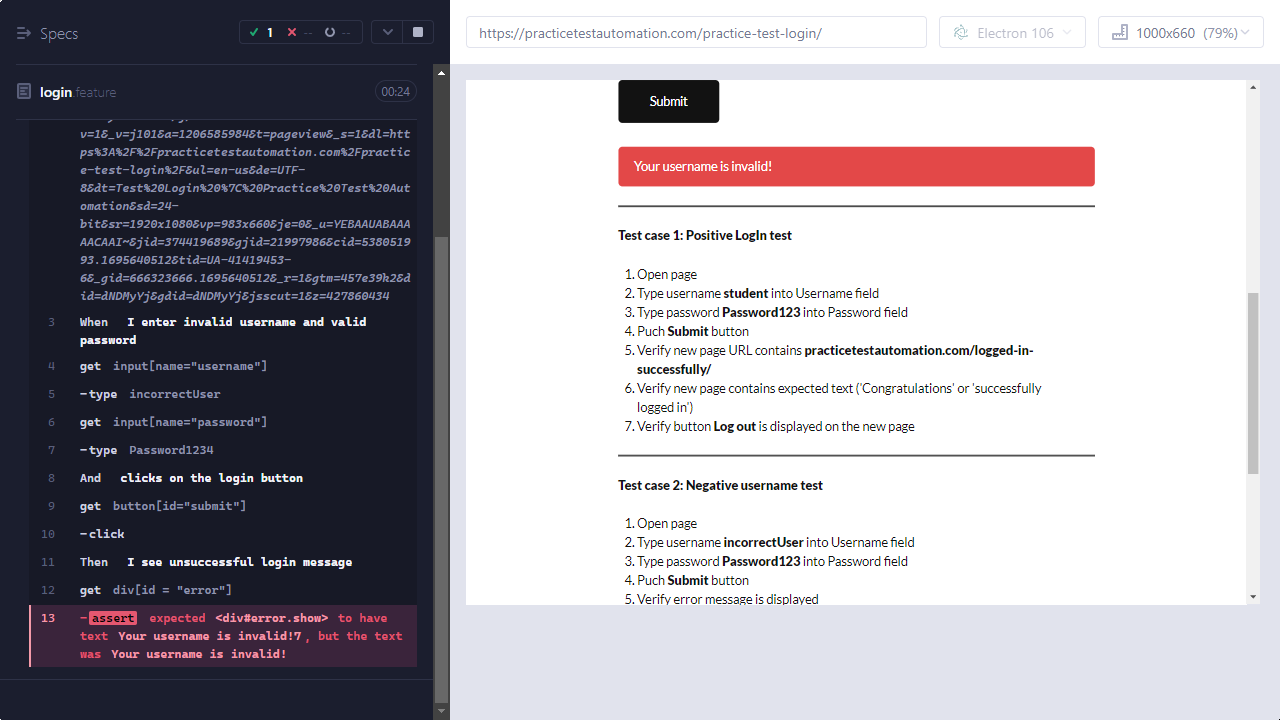 Specs
1
--
--
https://practicetestautomation.com/practice-test-login/
Electron 106
1000x660 (79%)
login.feature
00:24
v=1&_v=j101&a=1206585984&t=pageview&_s=1&dl=htt
ps%3A%2F%2Fpracticetestautomation.com%2Fpractic
e-test-login%2F&ul=en-us&de=UTF-
8&dt=Test%20Login%20%7C%20Practice%20Test%20Aut
omation&sd=24-
bit&sr=1920x1080&vp=983x660&je=0&_u=YEBAAUABAAA
AACAAI~&jid=374419689&gjid=21997986&cid=5380519
93.1695640512&tid=UA-41419453-
6&_gid=666323666.1695640512&_r=1&gtm=457e39h2&d
id=dNDMyYj&gdid=dNDMyYj&jsscut=1&z=427860434
3 When I enter invalid username and valid
password
4 get input[name="username"]
5 -type incorrectUser
6 get input[name="password"]
7 -type Password1234
8 And clicks on the login button
9 get button[id="submit"]
10 -click
11 Then I see unsuccessful login message
12 get div[id = "error"]
13 -assert expected <div#error.show> to have
text Your username is invalid!7, but the text
was Your username is invalid!
Submit
Your username is invalid!
Test case 1: Positive LogIn test
1. Open page
2. Type username student into Username field
3. Type password Password123 into Password field
4. Puch Submit button
5. Verify new page URL contains practicetestautomation.com/logged-in-
successfully/
6. Verify new page contains expected text ('Congratulations' or 'successfully
logged in')
7. Verify button Log out is displayed on the new page
Test case 2: Negative username test
1. Open page
2. Type username incorrectUser into Username field
3. Type password Password123 into Password field
4. Puch Submit button
5. Verify error message is displayed